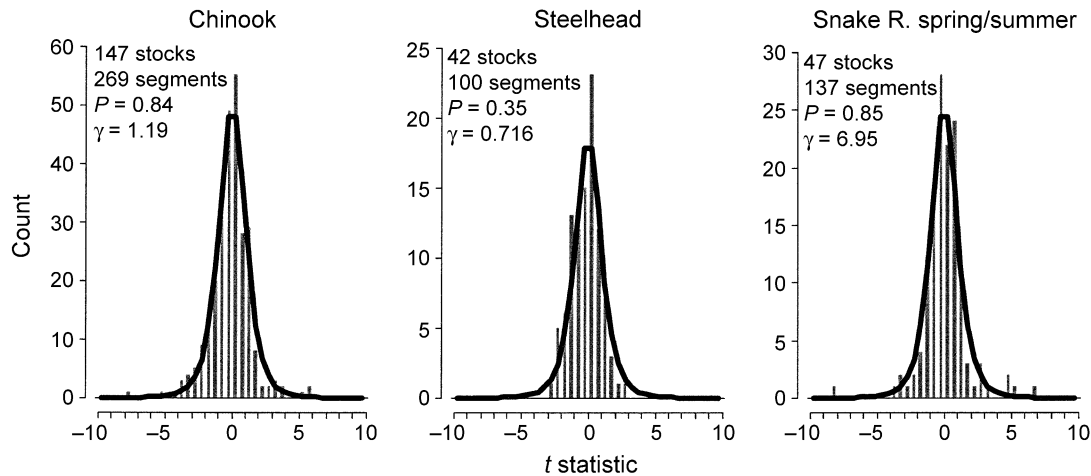 Chinook
Steelhead
Snake R. spring/summer
60
50
40
30
20
10
0
Count
147 stocks
269 segments
P = 0.84
γ = 1.19
–10
–5
0
5
10
25
20
15
10
5
0
42 stocks
100 segments
P = 0.35
γ = 0.716
–10
–5
0
5
10
30
25
20
15
10
5
0
47 stocks
137 segments
P = 0.85
γ = 6.95
–10
–5
0
5
10
t statistic